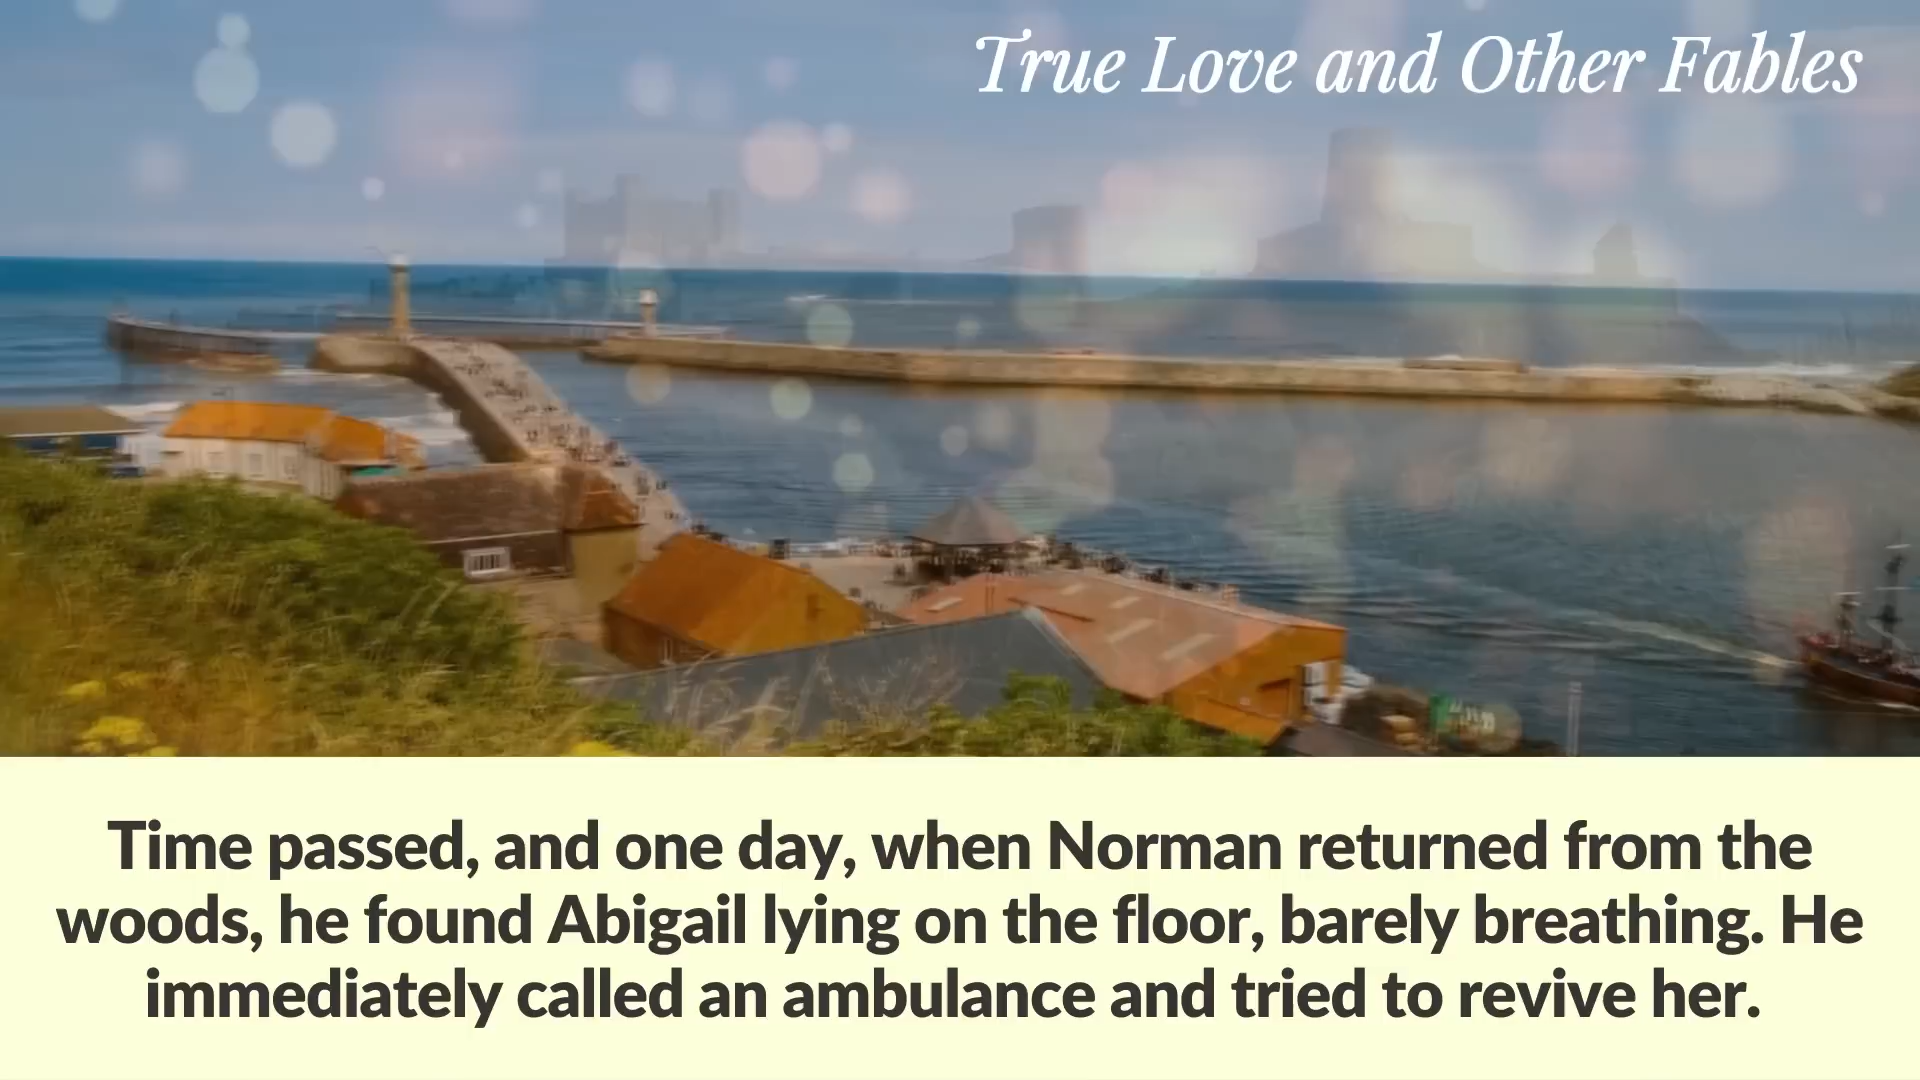 True Love and Other Fables
Time passed, and one day, when Norman returned from the
woods, he found Abigail lying on the floor, barely breathing. He
immediately called an ambulance and tried to revive her.